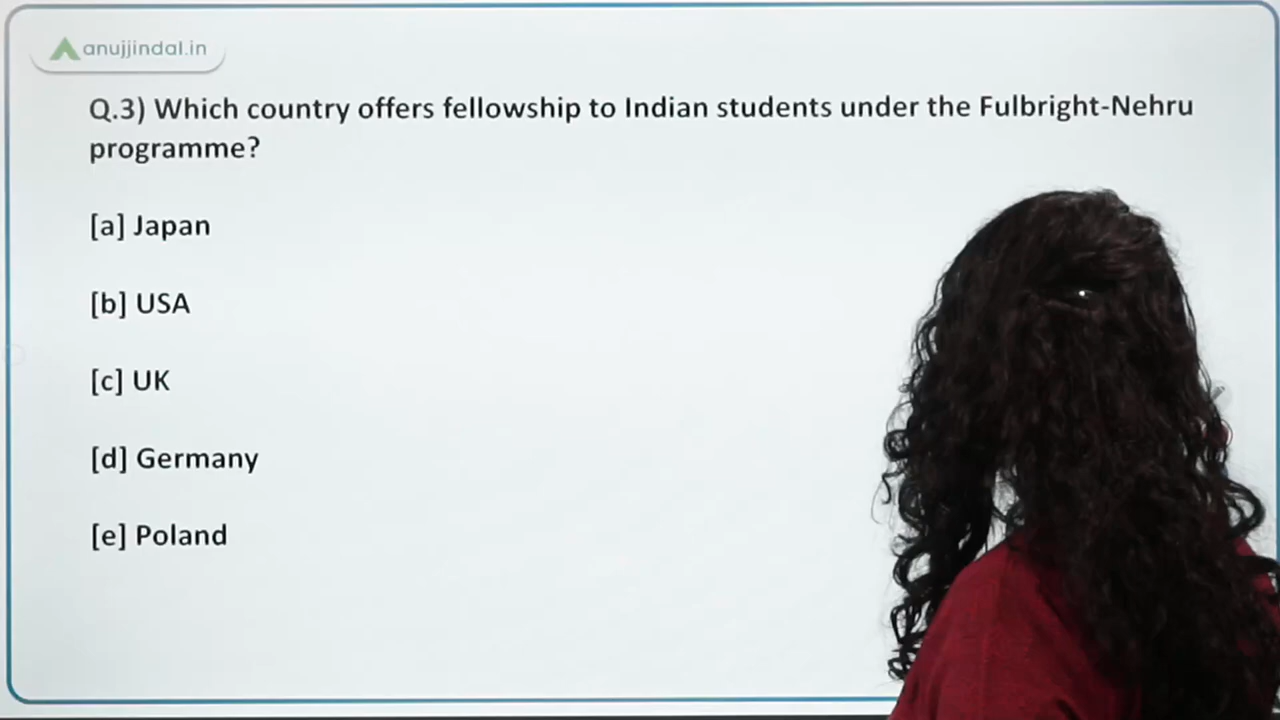 anujjindal.in
Q.3) Which country offers fellowship to Indian students under the Fulbright-Nehru
programme?
[a] Japan
[b] USA
[c] UK
[d] Germany
[e] Poland